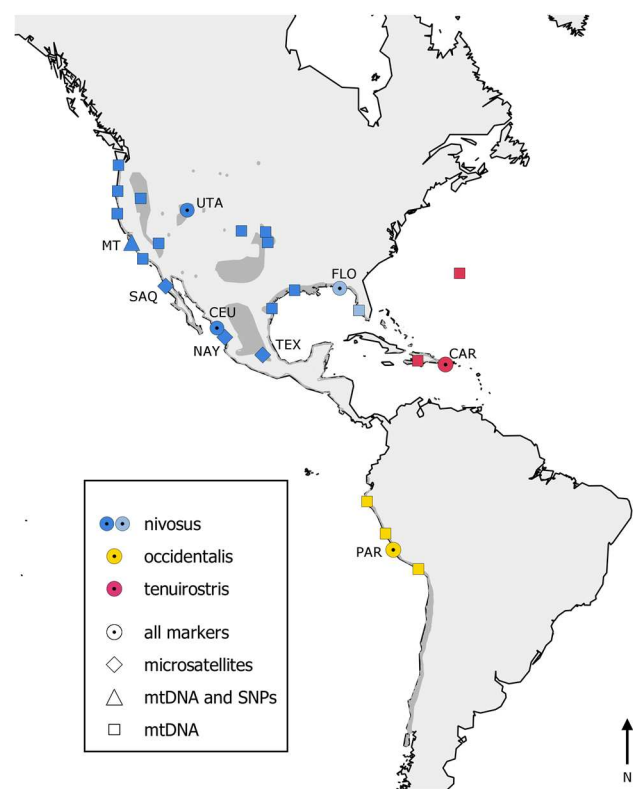 UTA
MT
FLO
SAQ
CEU
NAY
TEX
CAR
PAR
nivosus
occidentalis
tenuirostris
all markers
microsatellites
mtDNA and SNPs
mtDNA
N